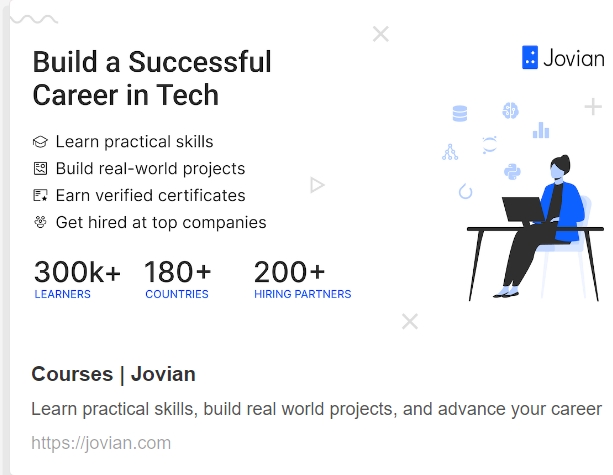 Build a Successful
Career in Tech
Jovian
Learn practical skills
Build real-world projects
Earn verified certificates
Get hired at top companies
300k+ 180+ 200+
LEARNERS COUNTRIES HIRING PARTNERS
Courses | Jovian
Learn practical skills, build real world projects, and advance your career
https://jovian.com